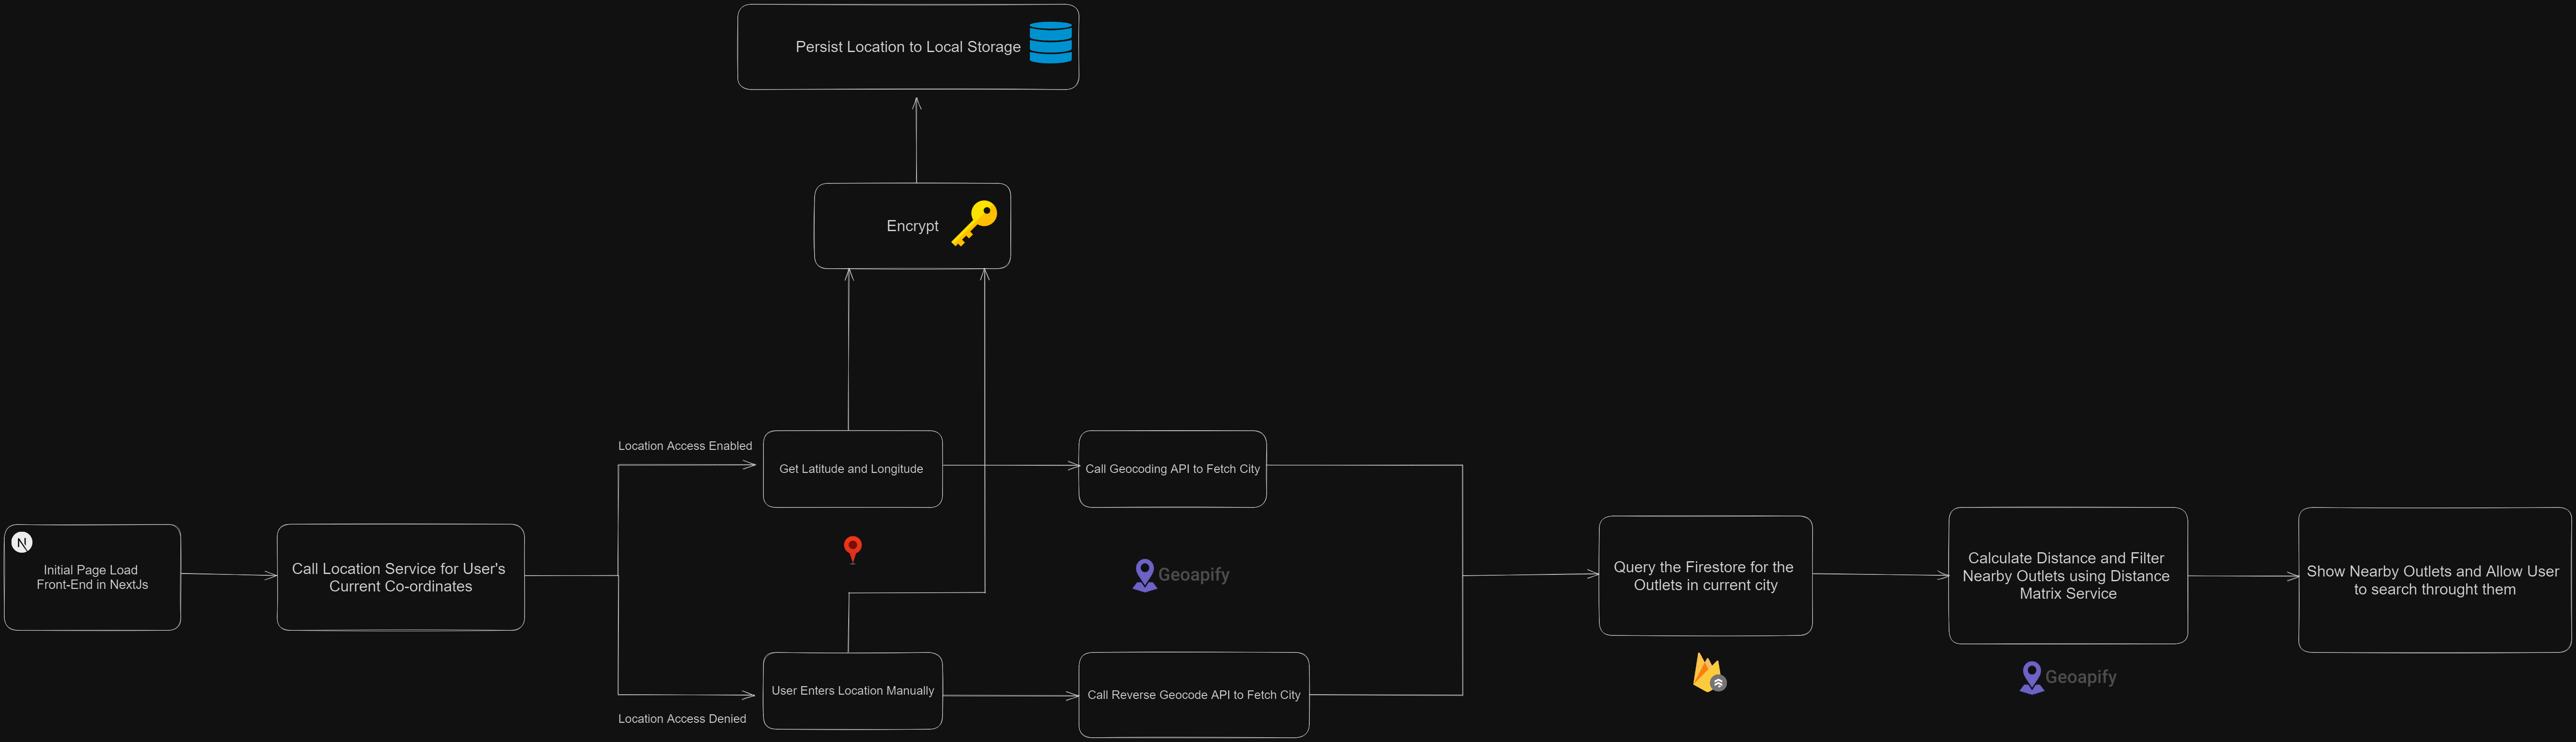 Persist Location to Local Storage
Encrypt
Location Access Enabled
Get Latitude and Longitude
Call Geocoding API to Fetch City
N
Initial Page Load
Front-End in NextJs
Call Location Service for User's
Current Co-ordinates
Geoapify
Query the Firestore for the
Outlets in current city
Calculate Distance and Filter
Nearby Outlets using Distance
Matrix Service
Show Nearby Outlets and Allow User
to search throught them
Geoapify
User Enters Location Manually
Call Reverse Geocode API to Fetch City
Location Access Denied